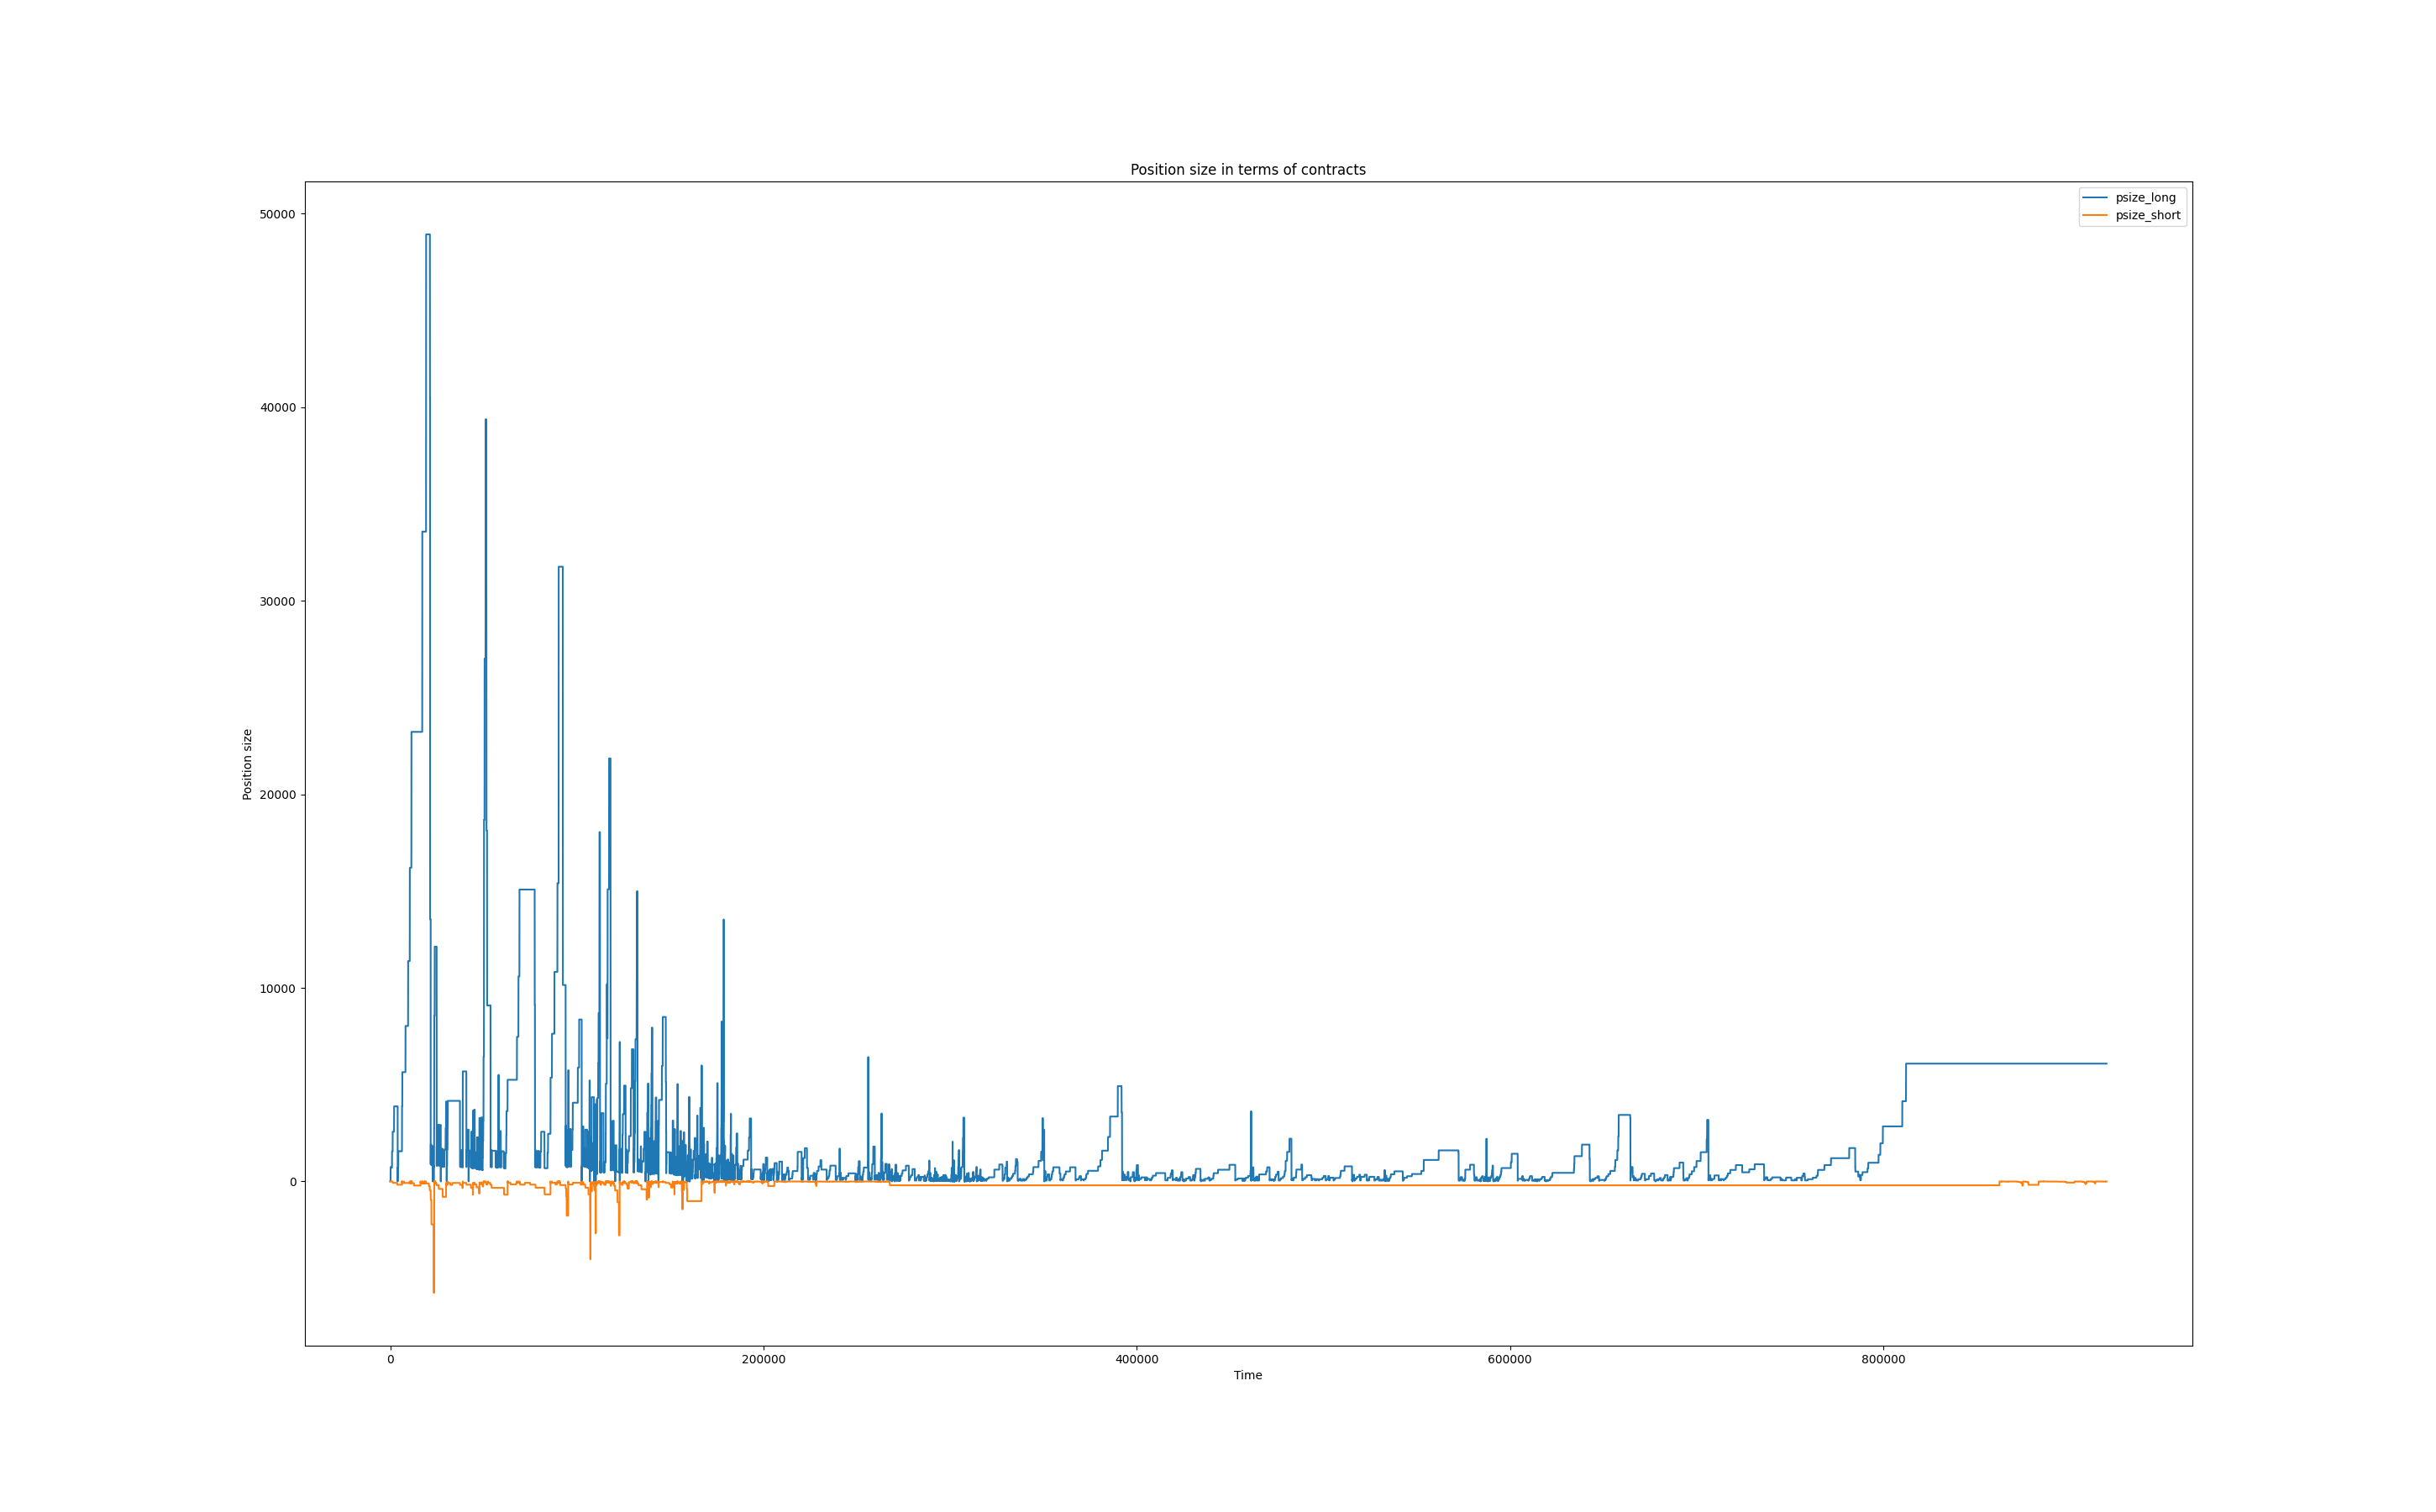 Position size in terms of contracts
psize_long
psize_short
50000
40000
30000
20000
10000
0
Position size
0 200000 400000 600000 800000
Time